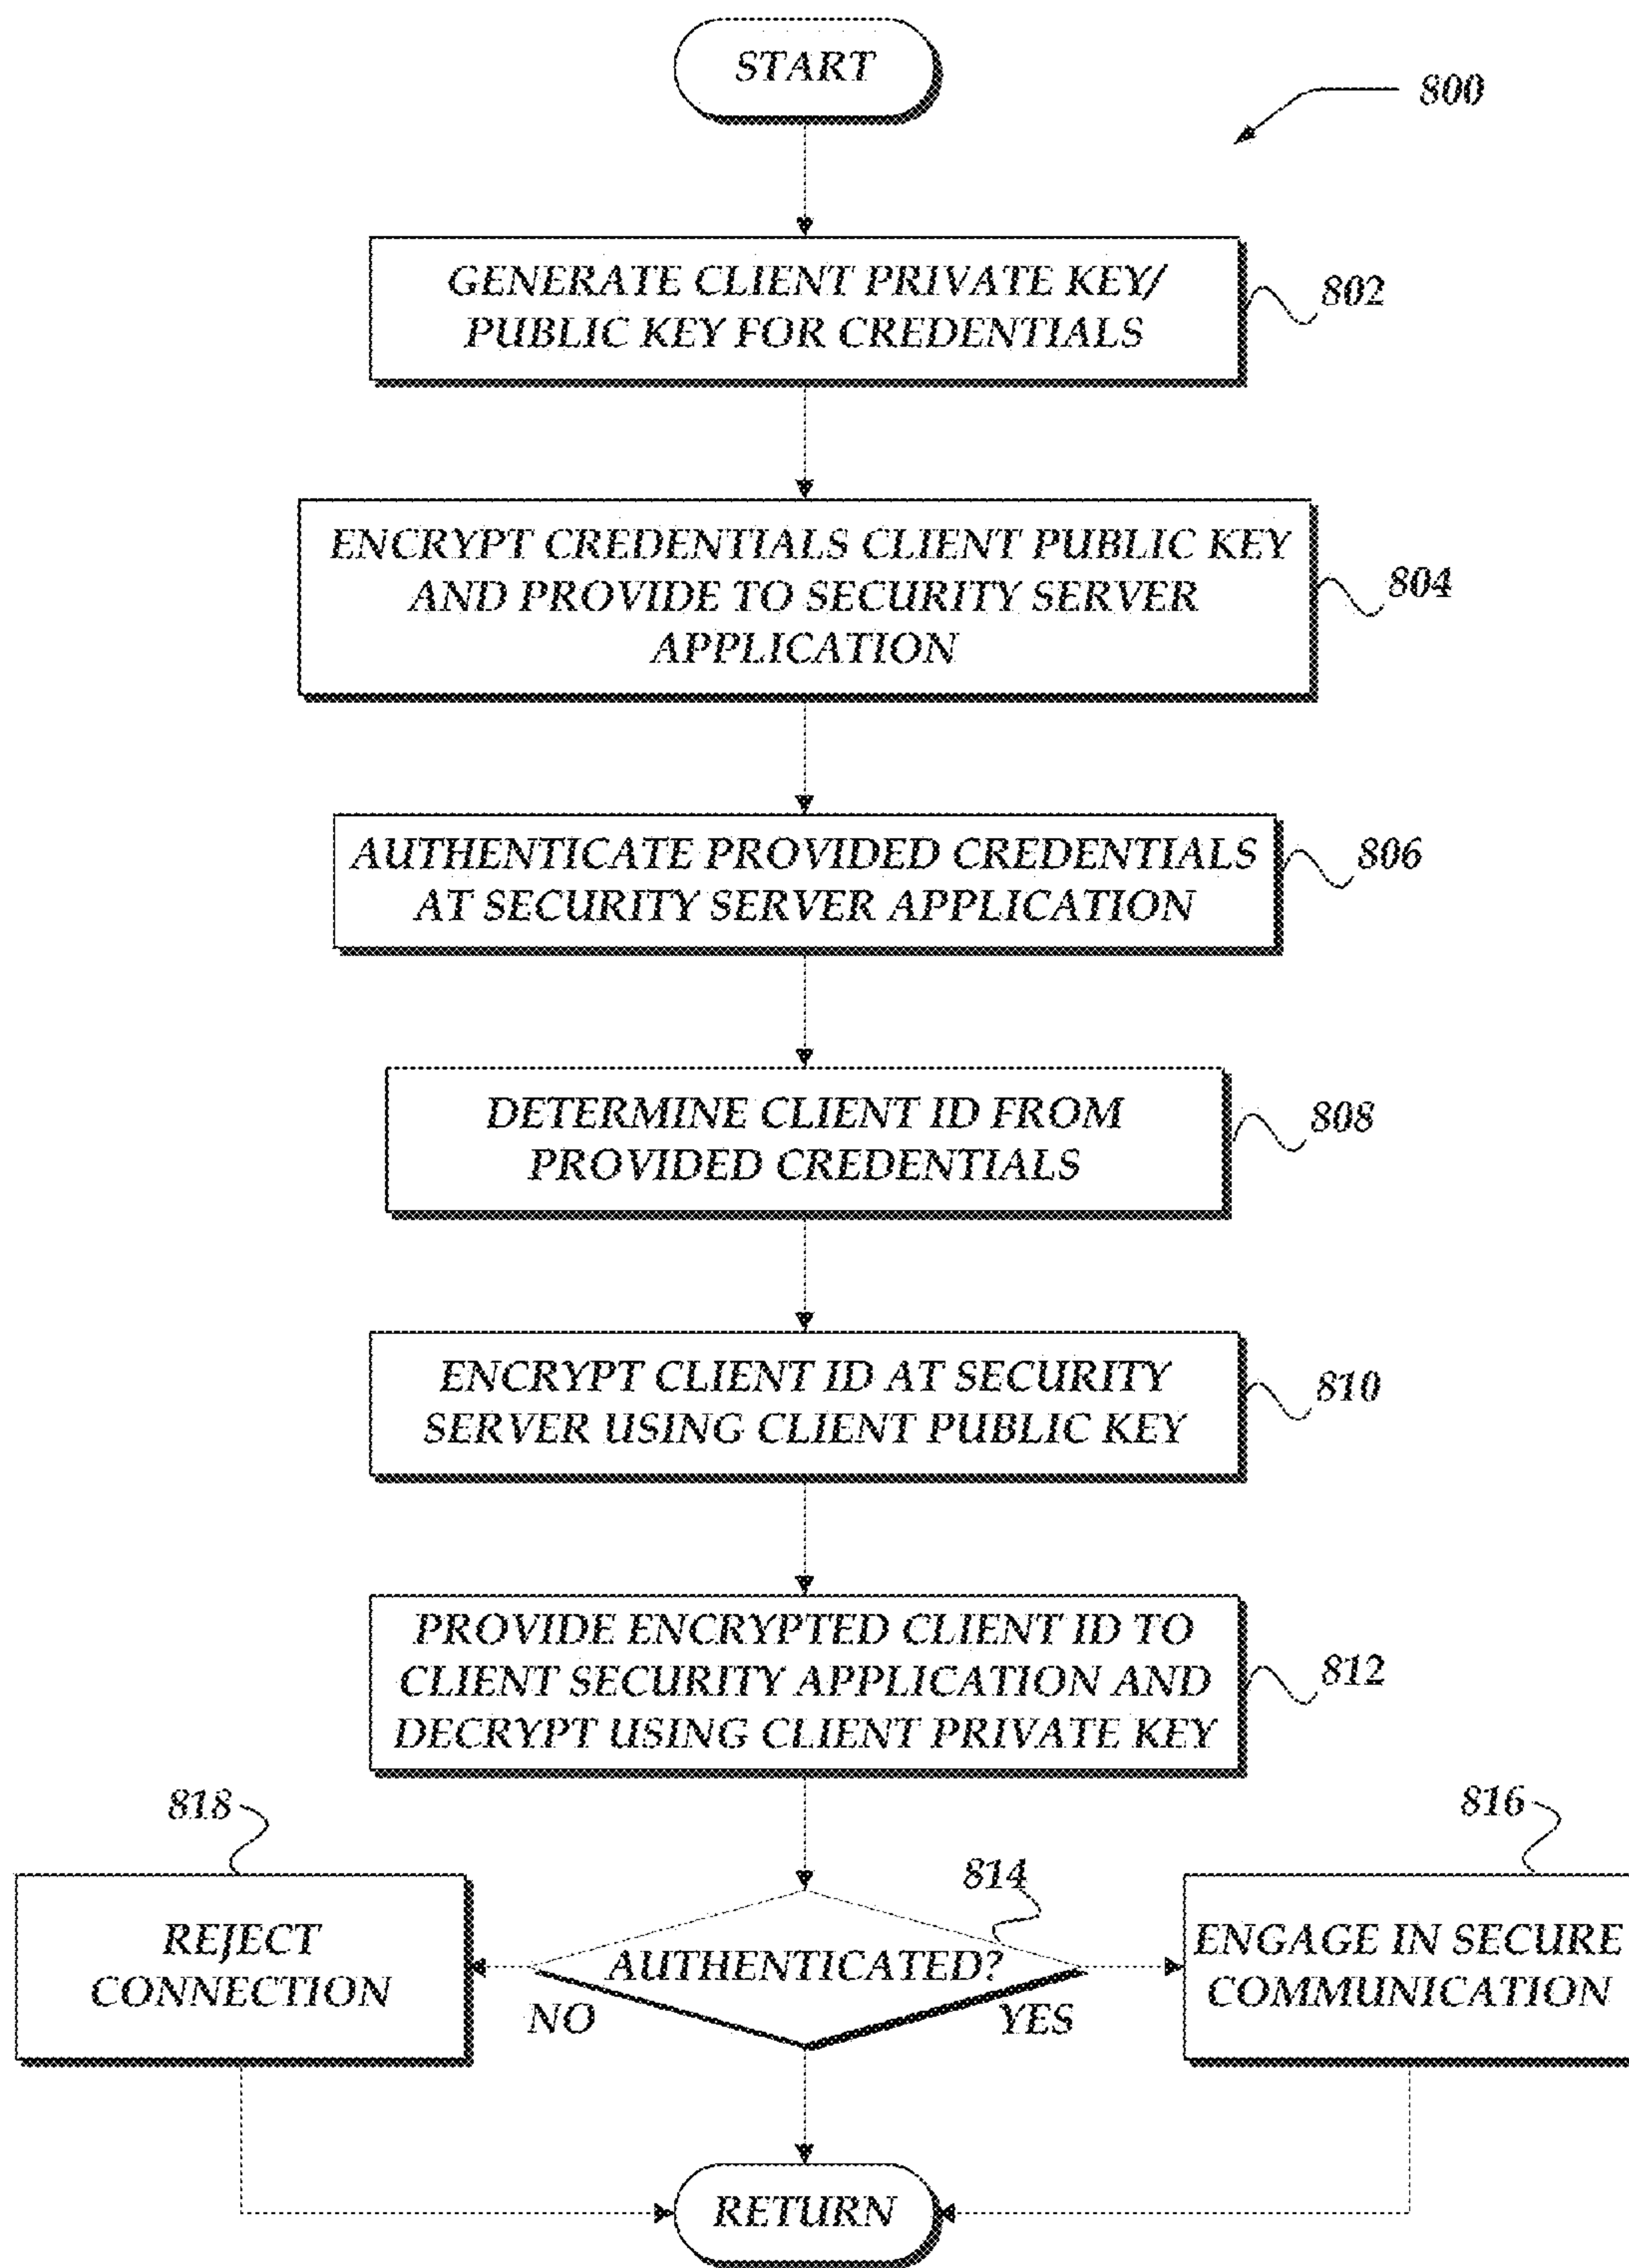 START
800
GENERATE CLIENT PRIVATE KEY/
PUBLIC KEY FOR CREDENTIALS
802
ENCRYPT CREDENTIALS CLIENT PUBLIC KEY
AND PROVIDE TO SECURITY SERVER
APPLICATION
804
AUTHENTICATE PROVIDED CREDENTIALS
AT SECURITY SERVER APPLICATION
806
DETERMINE CLIENT ID FROM
PROVIDED CREDENTIALS
808
ENCRYPT CLIENT ID AT SECURITY
SERVER USING CLIENT PUBLIC KEY
810
PROVIDE ENCRYPTED CLIENT ID TO
CLIENT SECURITY APPLICATION AND
DECRYPT USING CLIENT PRIVATE KEY
812
818
REJECT
CONNECTION
814
AUTHENTICATED?
NO
YES
816
ENGAGE IN SECURE
COMMUNICATION
RETURN